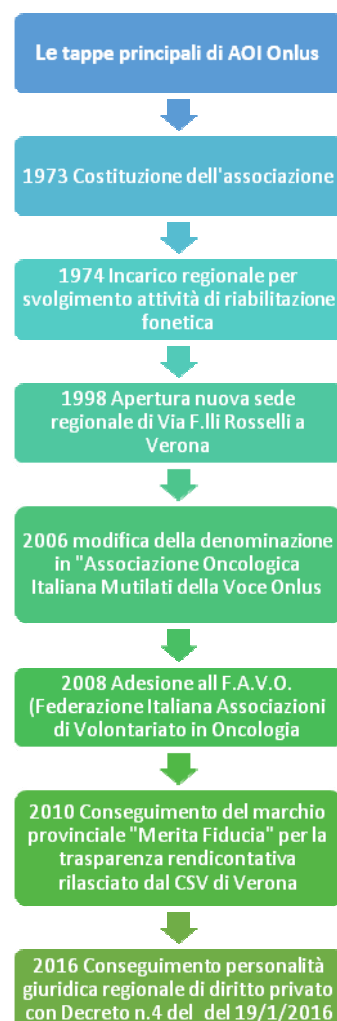 Le tappe principali di AOI Onlus
1973 Costituzione dell'associazione
1974 Incarico regionale per
svolgimento attività di riabilitazione
fonetica
1998 Apertura nuova sede
regionale di Via F.lli Rosselli a
Verona
2006 modifica della denominazione
in "Associazione Oncologica
Italiana Mutilati della Voce Onlus
2008 Adesione all F.A.V.O.
(Federazione Italiana Associazioni
di Volontariato in Oncologia
2010 Conseguimento del marchio
provinciale "Merita Fiducia" per la
trasparenza rendicontativa
rilasciato dal CSV di Verona
2016 Conseguimento personalità
giuridica regionale di diritto privato
con Decreto n.4 del del 19/1/2016